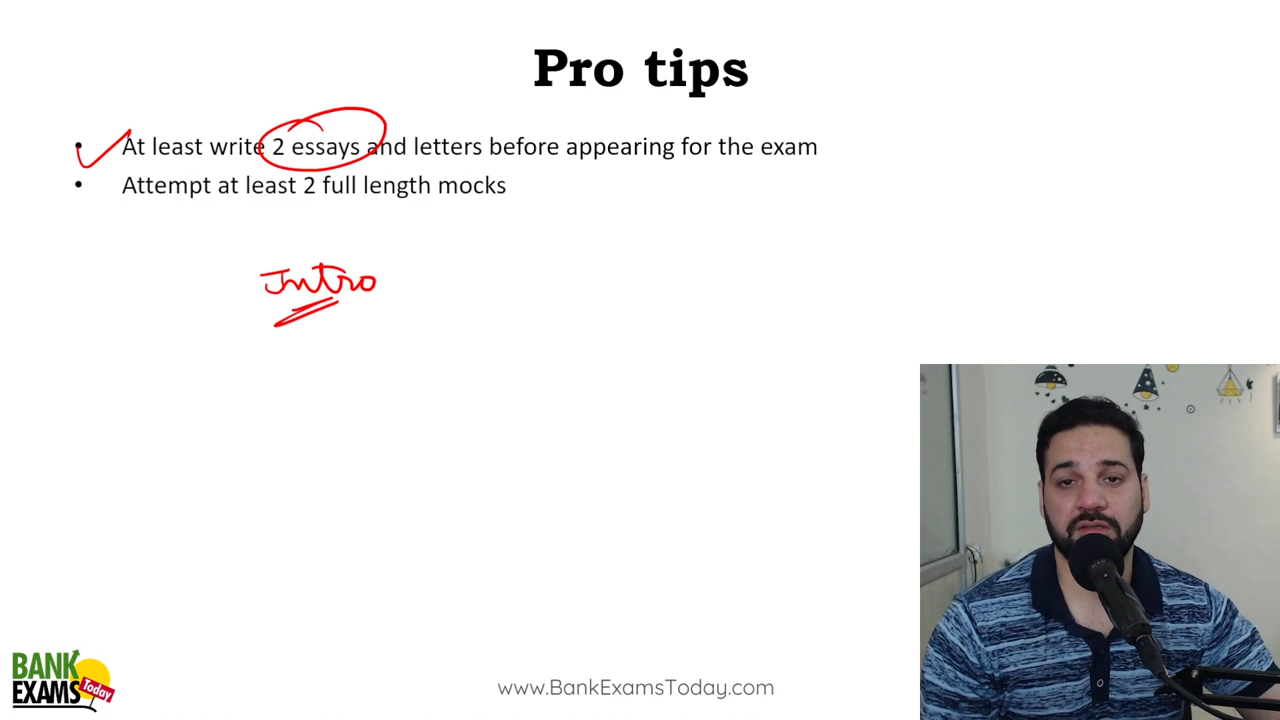 Pro tips
• At least write 2 essays and letters before appearing for the exam
• Attempt at least 2 full length mocks
Intro
BANK
EXAMS
Today
www.BankExamsToday.com